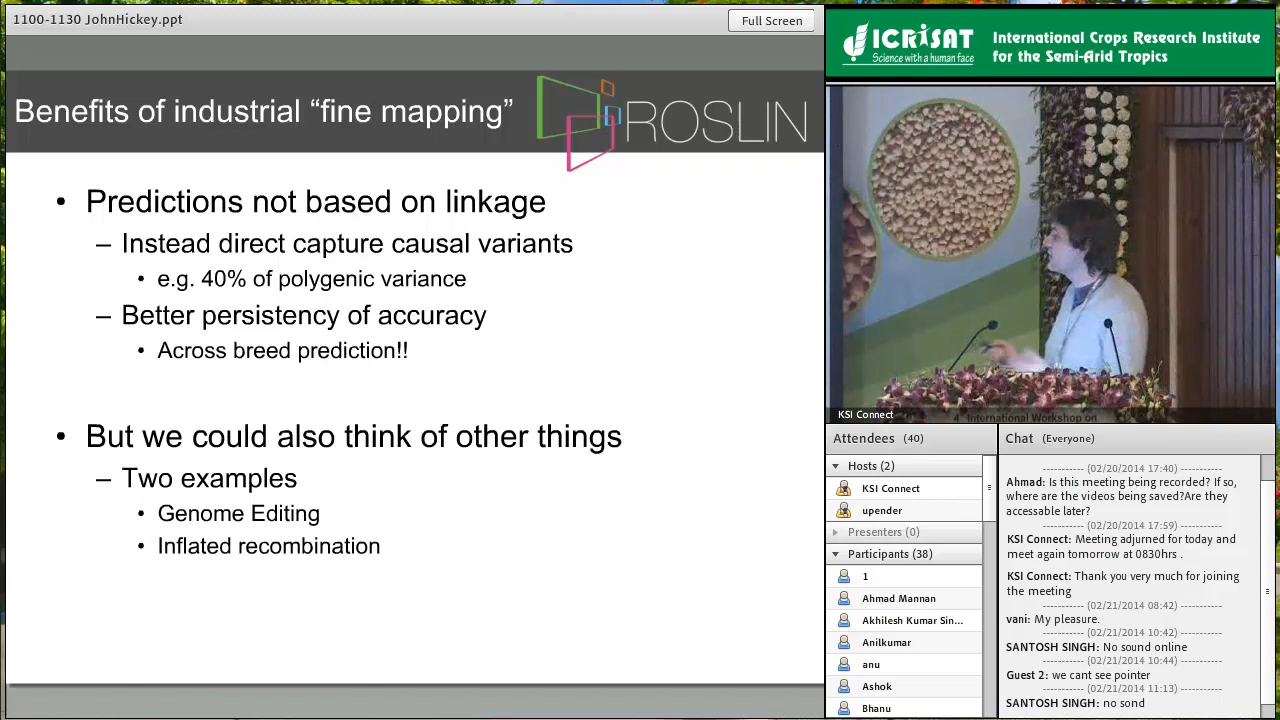 1100-1130 JohnHickey.ppt
Full Screen
Benefits of industrial “fine mapping”
ROSLIN
• Predictions not based on linkage
– Instead direct capture causal variants
• e.g. 40% of polygenic variance
– Better persistency of accuracy
• Across breed prediction!!
• But we could also think of other things
– Two examples
• Genome Editing
• Inflated recombination
ICRISAT
Science with a human face
International Crops Research Institute
for the Semi-Arid Tropics
KSI Connect
4 International Workshop on
Attendees (40)
Hosts (2)
KSI Connect
upender
Presenters (0)
Participants (38)
1
Ahmad Mannan
Akhilesh Kumar Sin...
Anilkumar
anu
Ashok
Bhanu
Chat (Everyone)
----------- (02/20/2014 17:40) -----------
Ahmad: Is this meeting being recorded? If so,
where are the videos being saved?Are they
accessable later?
----------- (02/20/2014 17:59) -----------
KSI Connect: Meeting adjurned for today and
meet again tomorrow at 0830hrs .
KSI Connect: Thank you very much for joining
the meeting
----------- (02/21/2014 08:42) -----------
vani: My pleasure.
----------- (02/21/2014 10:42) -----------
SANTOSH SINGH: No sound online
----------- (02/21/2014 10:44) -----------
Guest 2: we cant see pointer
----------- (02/21/2014 11:13) -----------
SANTOSH SINGH: no sond